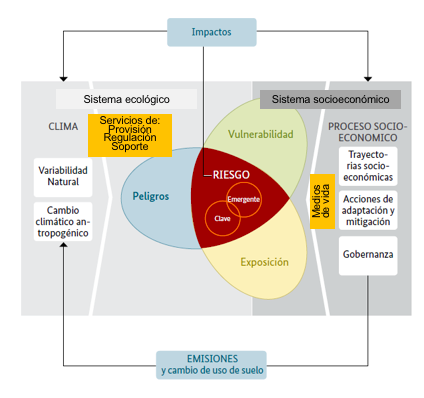 Impactos
Sistema ecológico
Sistema socioeconómico
CLIMA
Servicios de:
Provisión
Regulación
Soporte
Vulnerabilidad
PROCESO SOCIO-
ECONOMICO
Variabilidad
Natural
Cambio
climático an-
tropogénico
Peligros
RIESGO
Emergente
Clave
Exposición
Medios
de vida
Trayecto-
rias socio-
económicas
Acciones de
adaptación y
mitigación
Gobernanza
EMISIONES
y cambio de uso de suelo